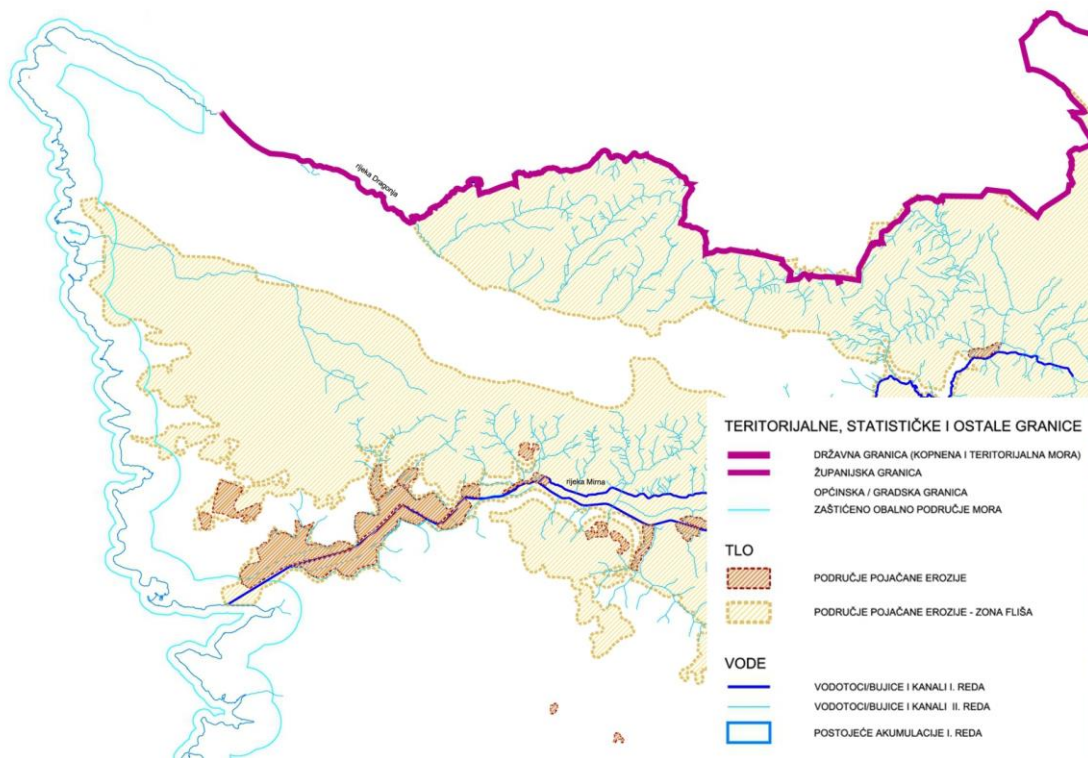 rijeka Dragonja
rijeka Mirna
TERITORIJALNE, STATISTIČKE I OSTALE GRANICE
DRŽAVNA GRANICA (KOPNENA I TERITORIJALNA MORA)
ŽUPANIJSKA GRANICA
OPĆINSKA / GRADSKA GRANICA
ZAŠTIĆENO OBALNO PODRUČJE MORA
TLO
PODRUČJE POJAČANE EROZIJE
PODRUČJE POJAČANE EROZIJE - ZONA FLIŠA
VODE
VODOTOCI/BUJICE I KANALI I. REDA
VODOTOCI/BUJICE I KANALI II. REDA
POSTOJEĆE AKUMULACIJE I. REDA